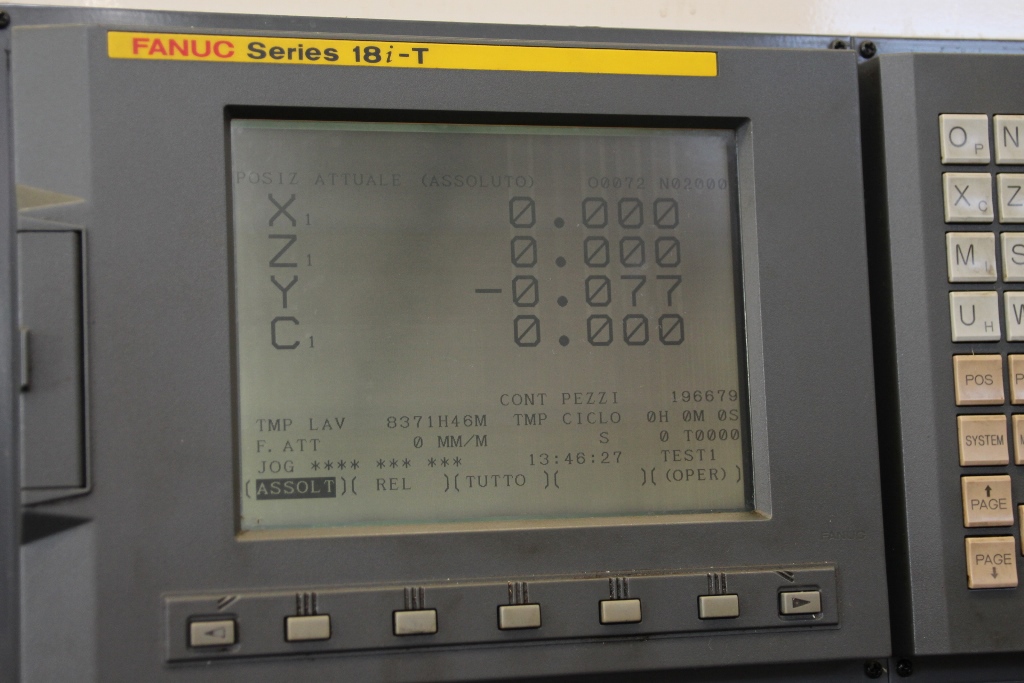 FANUC Series 18i-T
POSIZ ATTUALE (ASSOLUTO) O0072 N02000
X1 0.000
Z1 0.000
Y1 -0.077
C1 0.000
CONT PEZZI 196679
TMP LAV 8371H46M TMP CICLO 0H 0M 0S
F. ATT 0 MM/M S 0 T0000
JOG **** *** *** 13:46:27 TEST1
(ASSOLT)( REL )(TUTTO )( )( (OPER) )
O P N
X C Z
M I S
U H W
POS P
SYSTEM M
PAGE
PAGE